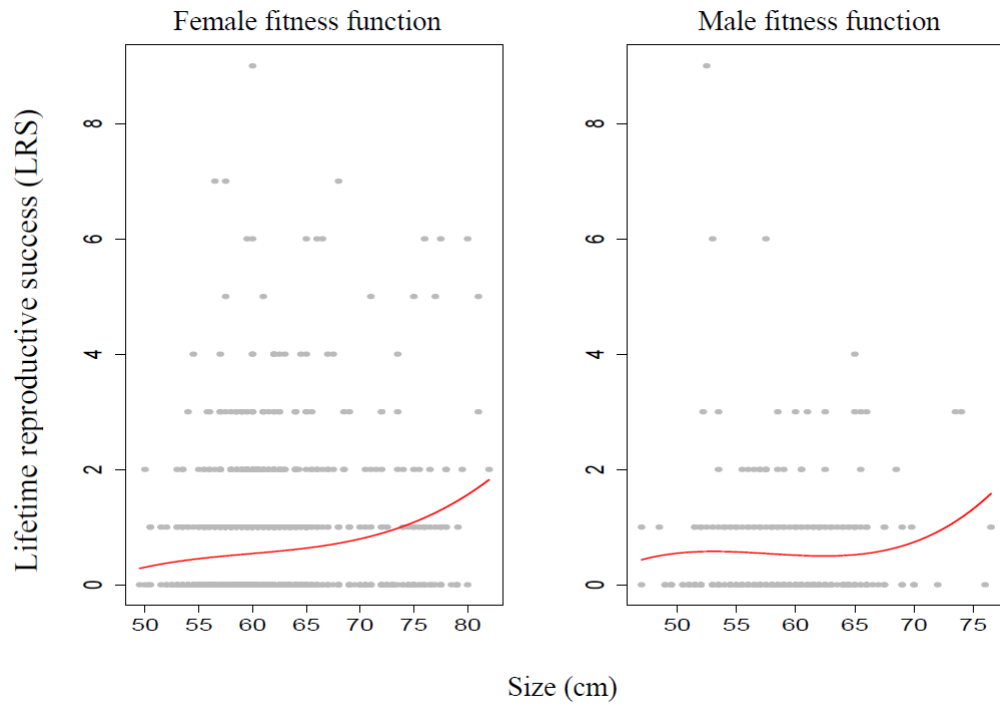 Female fitness function
Male fitness function
Lifetime reproductive success (LRS)
8
6
4
2
0
50 55 60 65 70 75 80
8
6
4
2
0
50 55 60 65 70 75
Size (cm)